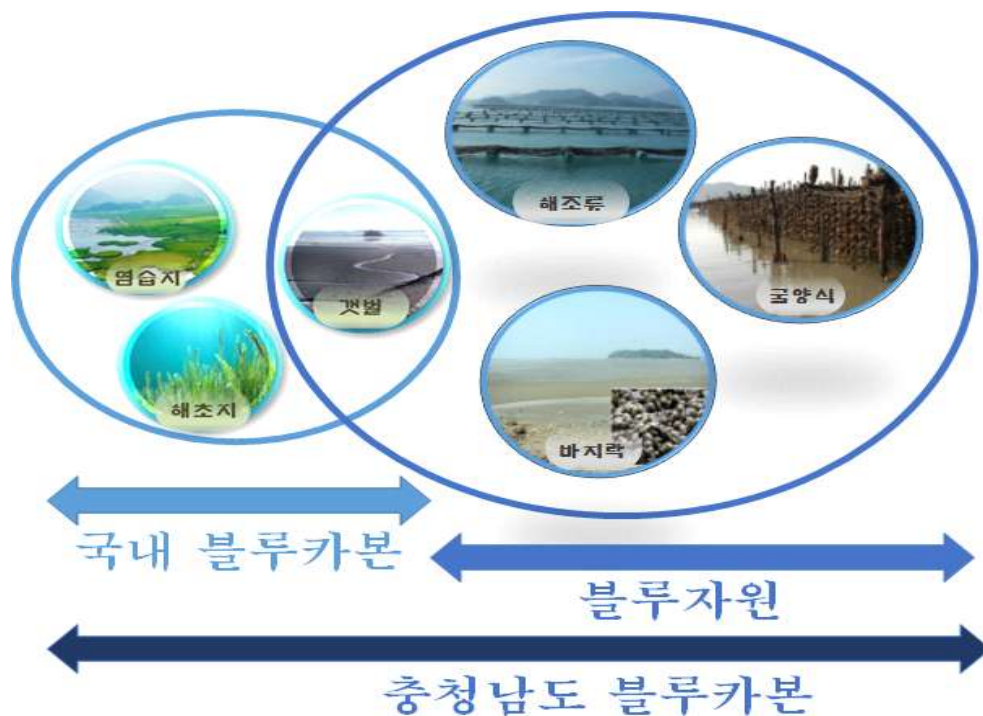 해조류
염습지
굴양식
갯벌
해초지
바지락
국내 블루카본
블루자원
충청남도 블루카본